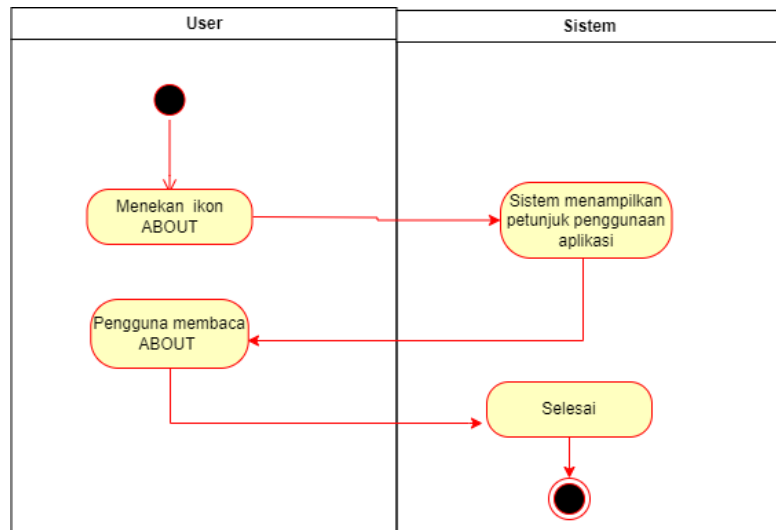 User
Sistem
Menekan ikon
ABOUT
Sistem menampilkan
petunjuk penggunaan
aplikasi
Pengguna membaca
ABOUT
Selesai